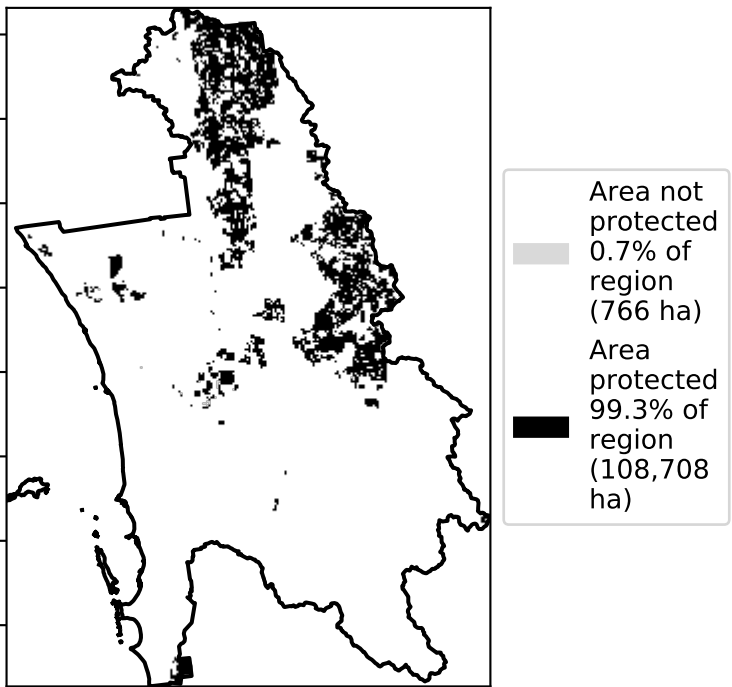 Area not
protected
0.7% of
region
(766 ha)
Area
protected
99.3% of
region
(108,708
ha)